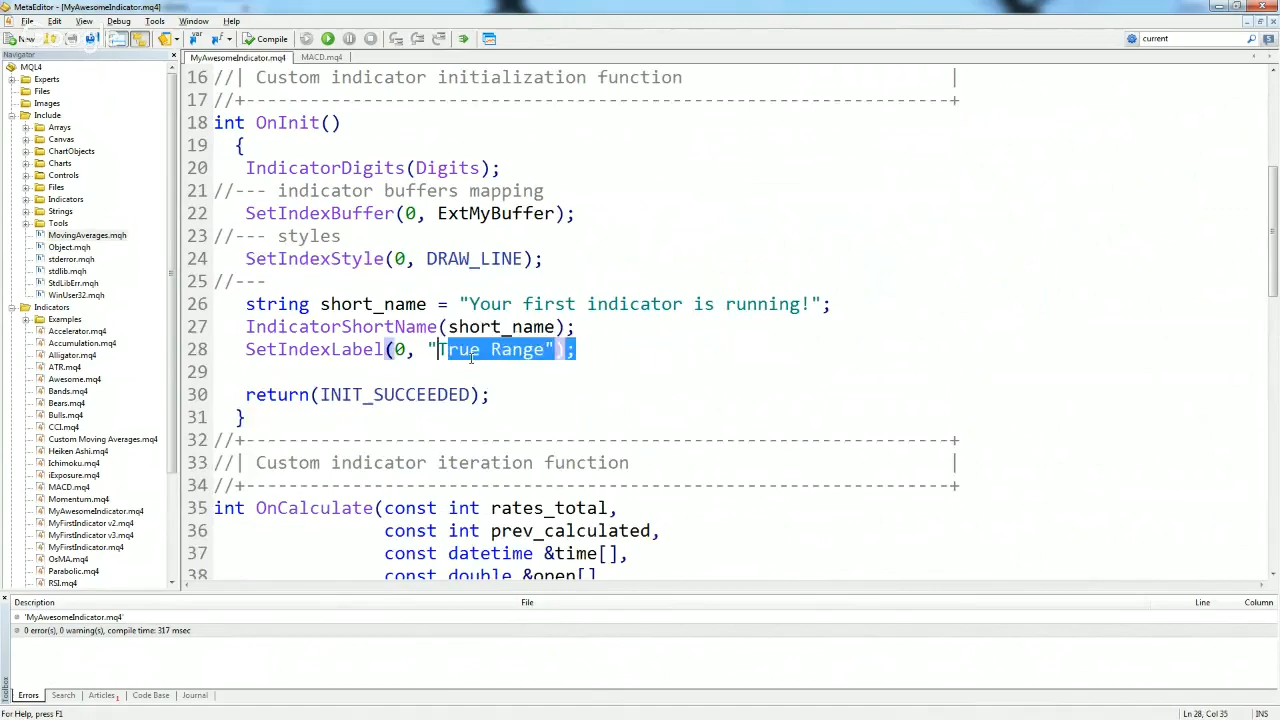 MetaEditor - [MyAwesomeIndicator.mq4]
File Edit View Debug Tools Window Help
New Compile current 5
Navigator
MQL4
Experts
Files
Images
Include
Arrays
Canvas
ChartObjects
Charts
Controls
Files
Indicators
Strings
Tools
MovingAverages.mqh
Object.mqh
stderror.mqh
stdlib.mqh
StdLibErr.mqh
WinUser32.mqh
Indicators
Examples
Accelerator.mq4
Accumulation.mq4
Alligator.mq4
ATR.mq4
Awesome.mq4
Bands.mq4
Bears.mq4
Bulls.mq4
CCI.mq4
Custom Moving Averages.mq4
Heiken Ashi.mq4
Ichimoku.mq4
iExposure.mq4
MACD.mq4
Momentum.mq4
MyAwesomeIndicator.mq4
MyFirstIndicator v2.mq4
MyFirstIndicator v3.mq4
MyFirstIndicator.mq4
OsMA.mq4
Parabolic.mq4
RSI.mq4
MyAwesomeIndicator.mq4 MACD.mq4
16 //| Custom indicator initialization function |
17 //+------------------------------------------------------------------+
18 int OnInit()
19 {
20 IndicatorDigits(Digits);
21 //--- indicator buffers mapping
22 SetIndexBuffer(0, ExtMyBuffer);
23 //--- styles
24 SetIndexStyle(0, DRAW_LINE);
25 //---
26 string short_name = "Your first indicator is running!";
27 IndicatorShortName(short_name);
28 SetIndexLabel(0, "True Range");
29
30 return(INIT_SUCCEEDED);
31 }
32 //+------------------------------------------------------------------+
33 //| Custom indicator iteration function |
34 //+------------------------------------------------------------------+
35 int OnCalculate(const int rates_total,
36 const int prev_calculated,
37 const datetime &time[],
38 const double &open[]
Description File Line Column
'MyAwesomeIndicator.mq4'
0 error(s), 0 warning(s), compile time: 317 msec
Toolbox
Errors Search Articles 1 Code Base Journal
For Help, press F1 Ln 28, Col 35 INS